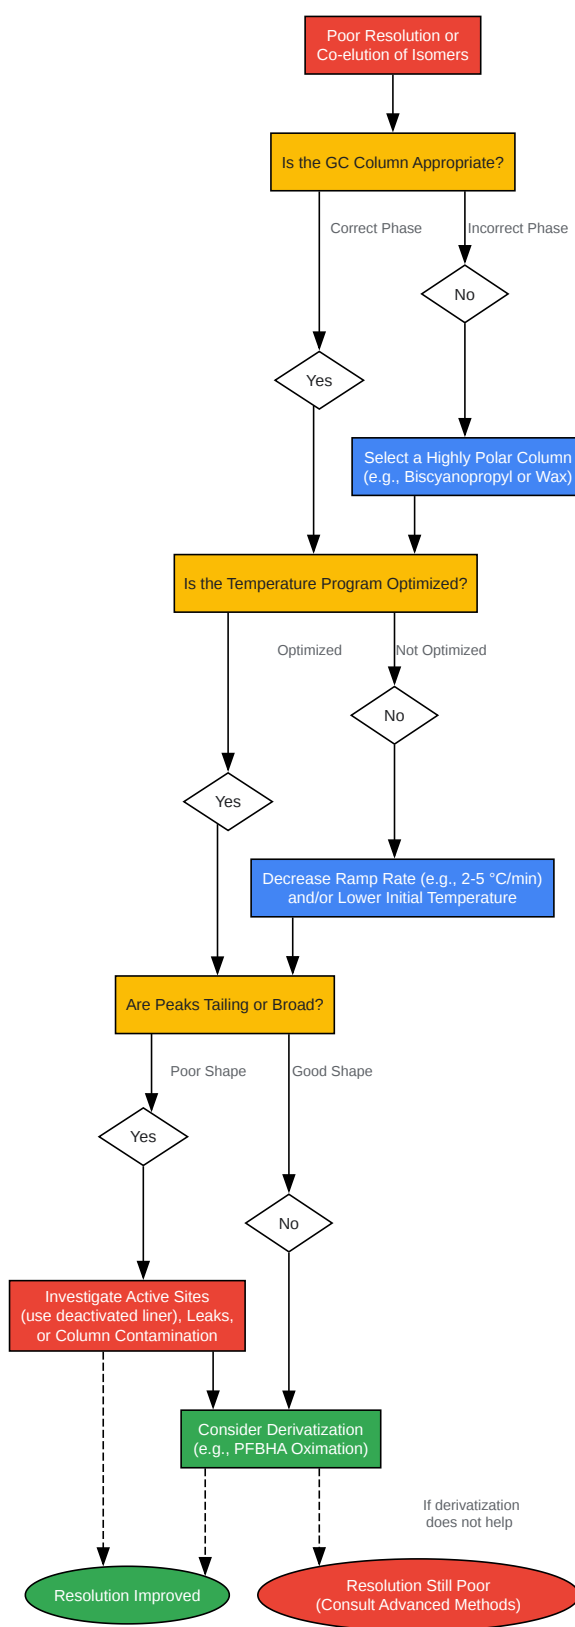 Poor Resolution or
Co-elution of Isomers
Is the GC Column Appropriate?
Correct Phase
Incorrect Phase
No
Yes
Select a Highly Polar Column
(e.g., Biscyanopropyl or Wax)
Is the Temperature Program Optimized?
Optimized
Not Optimized
No
Yes
Decrease Ramp Rate (e.g., 2-5 °C/min)
and/or Lower Initial Temperature
Are Peaks Tailing or Broad?
Poor Shape
Good Shape
Yes
No
Investigate Active Sites
(use deactivated liner), Leaks,
or Column Contamination
Consider Derivatization
(e.g., PFBHA Oximation)
If derivatization
does not help
Resolution Improved
Resolution Still Poor
(Consult Advanced Methods)